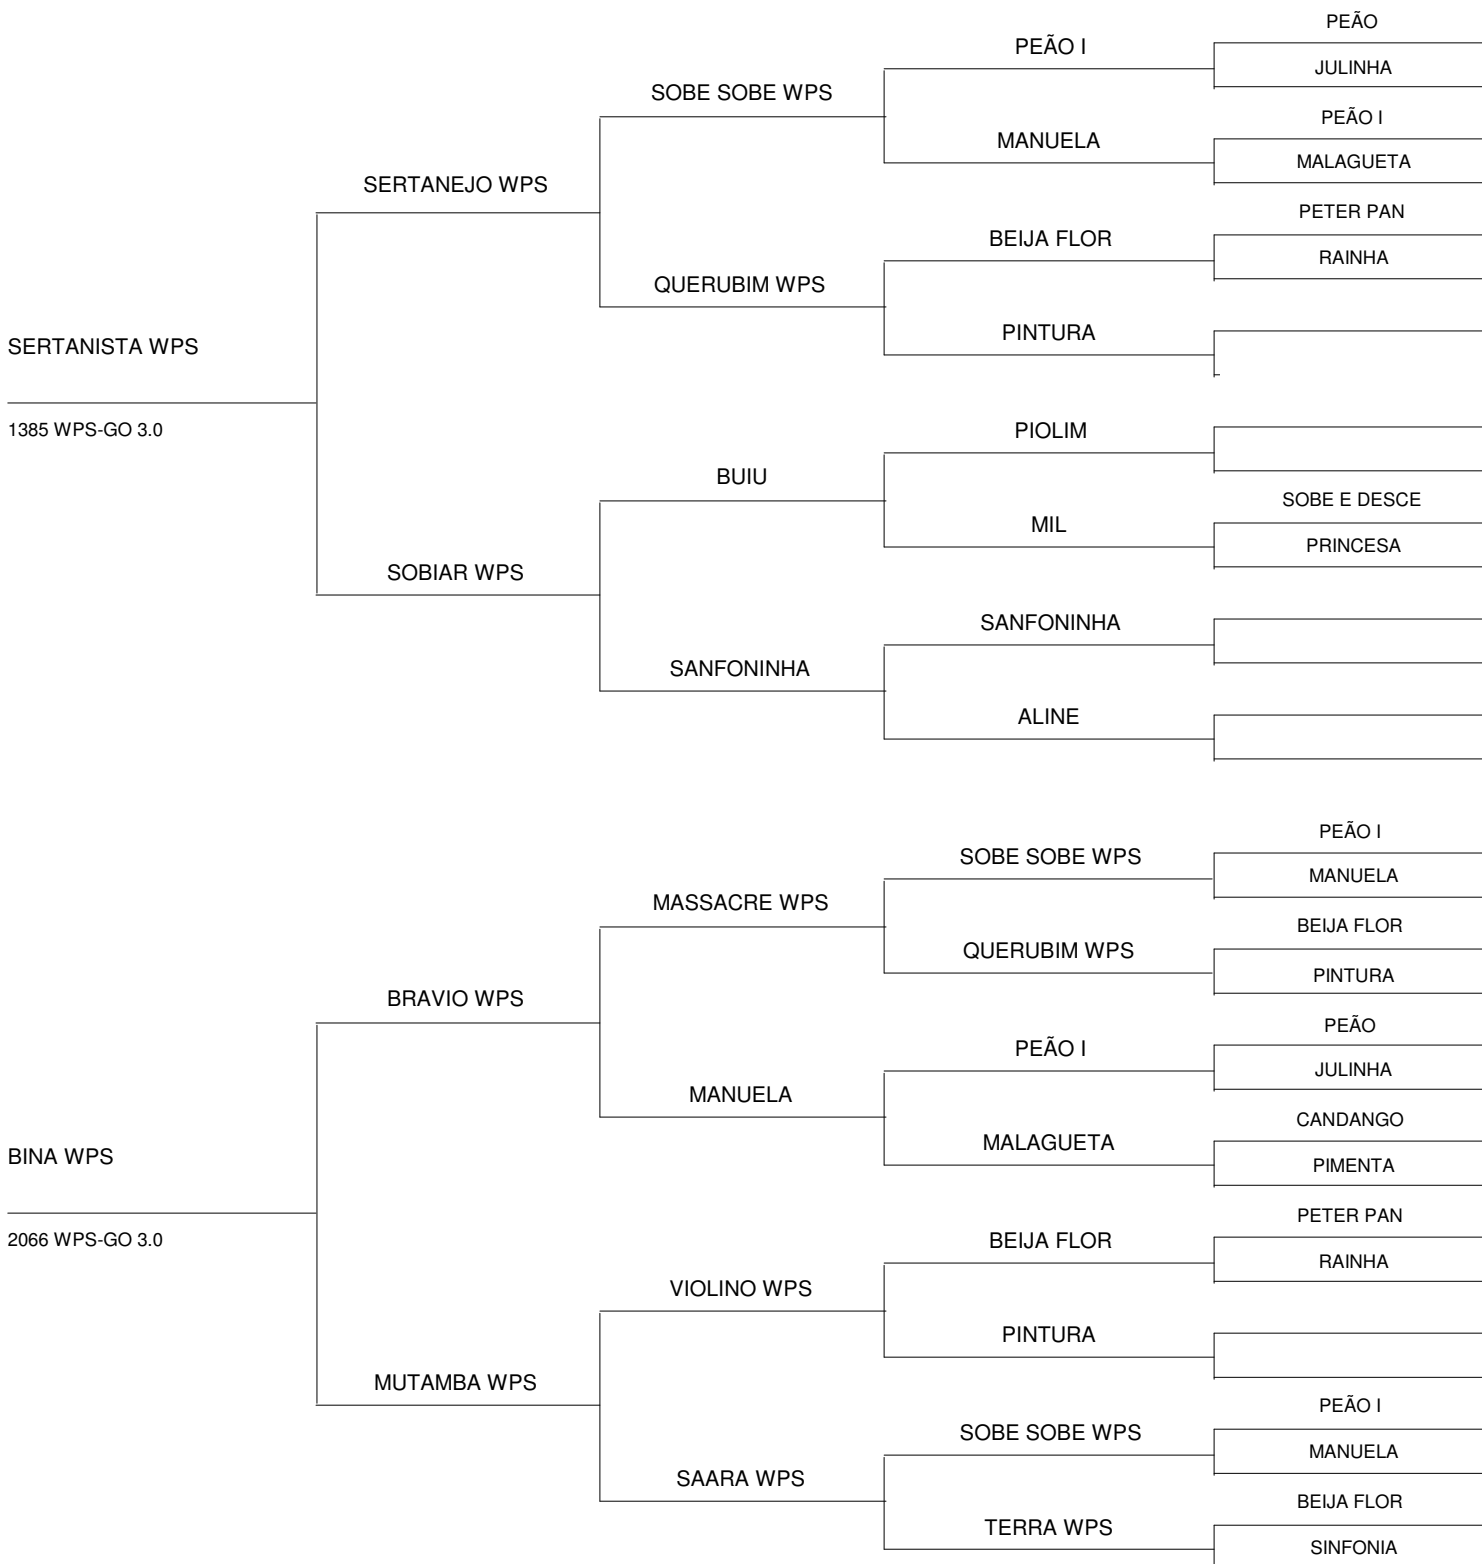 PEÃO
PEÃO I
JULINHA
SOBE SOBE WPS
PEÃO I
MANUELA
MALAGUETA
SERTANEJO WPS
PETER PAN
BEIJA FLOR
RAINHA
QUERUBIM WPS
PINTURA
SERTANISTA WPS
1385 WPS-GO 3.0
PIOLIM
BUIU
SOBE E DESCE
MIL
PRINCESA
SOBIAR WPS
SANFONINHA
SANFONINHA
ALINE
PEÃO I
SOBE SOBE WPS
MANUELA
MASSACRE WPS
BEIJA FLOR
QUERUBIM WPS
PINTURA
BRAVIO WPS
PEÃO
PEÃO I
JULINHA
MANUELA
CANDANGO
MALAGUETA
PIMENTA
BINA WPS
PETER PAN
2066 WPS-GO 3.0
BEIJA FLOR
RAINHA
VIOLINO WPS
PINTURA
MUTAMBA WPS
PEÃO I
SOBE SOBE WPS
MANUELA
SAARA WPS
BEIJA FLOR
TERRA WPS
SINFONIA